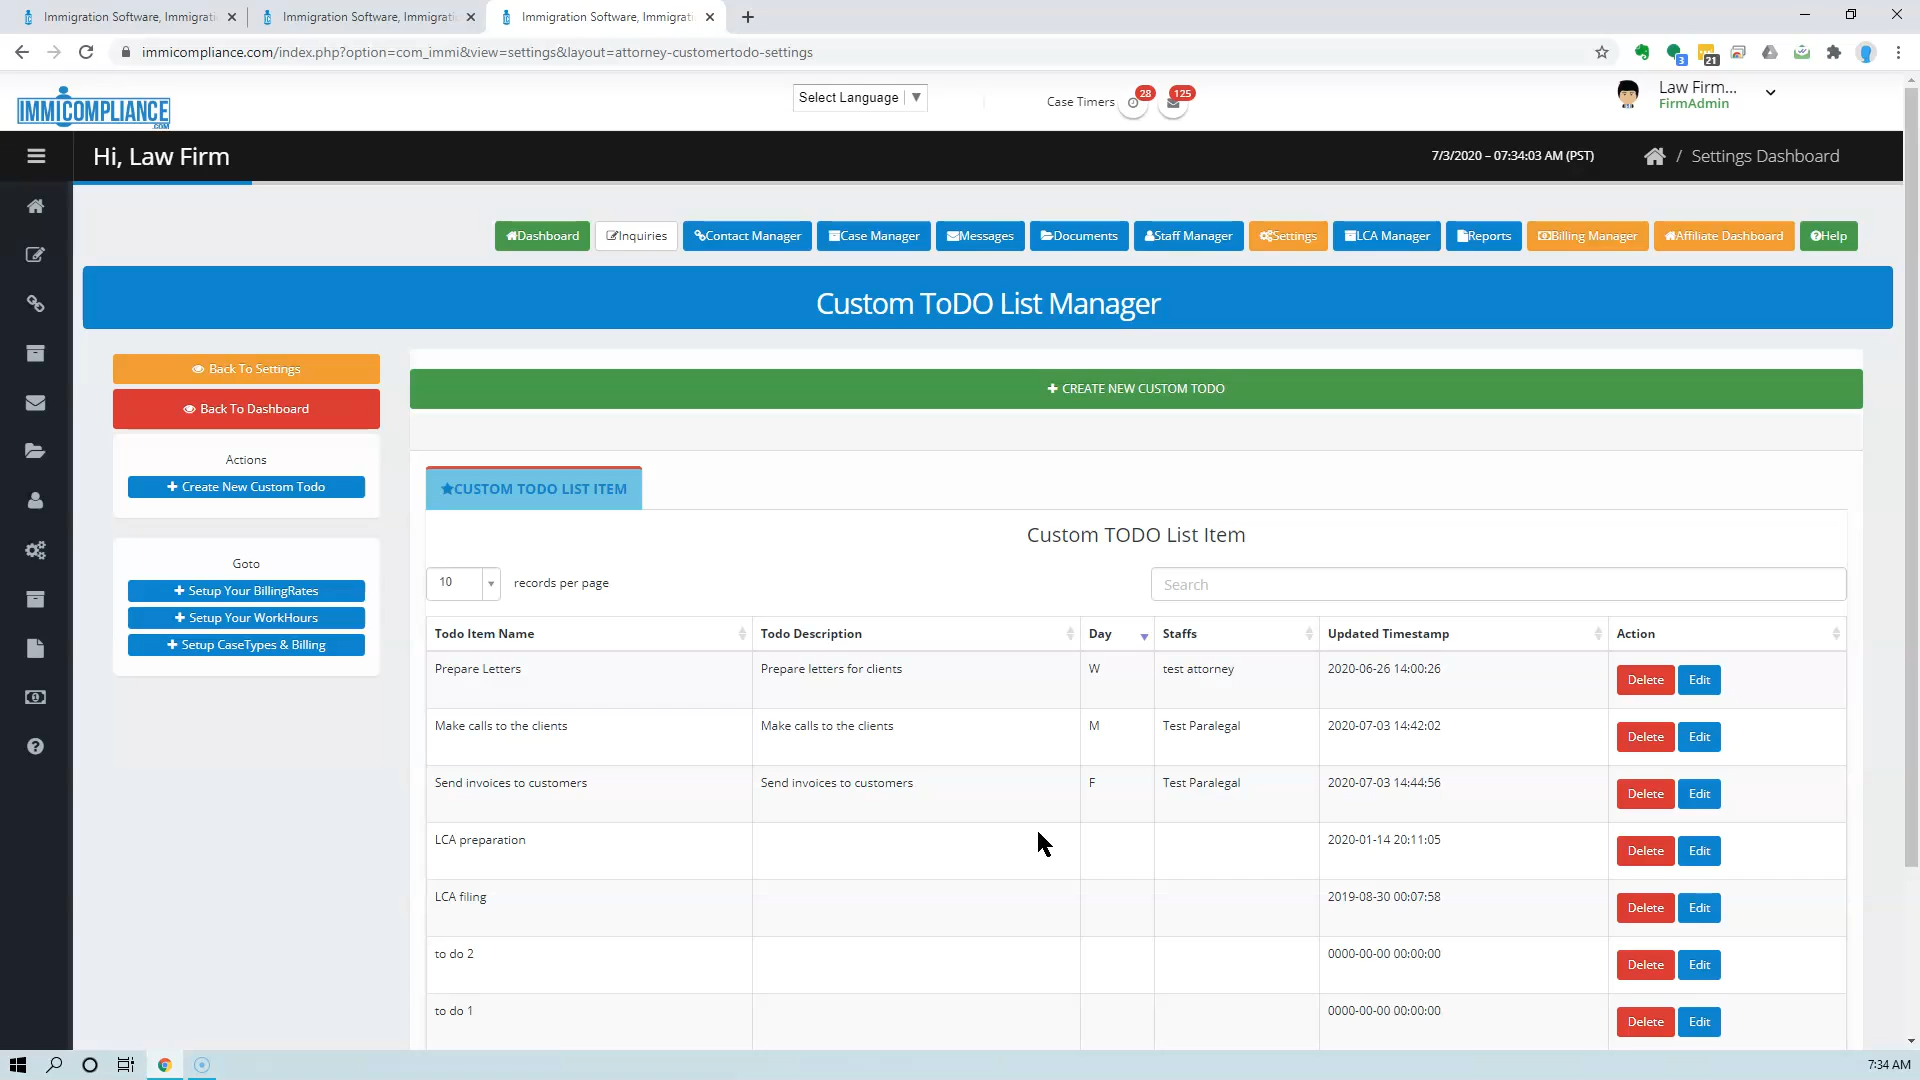 Immigration Software, Immigrati
Immigration Software, Immigrati
Immigration Software, Immigrati
immicompliance.com/index.php?option=com_immi&view=settings&layout=attorney-customertodo-settings
3
21
IMMICOMPLIANCE
.COM
Select Language
Case Timers
28
125
Law Firm...
FirmAdmin
Hi, Law Firm
7/3/2020 – 07:34:03 AM (PST)
/ Settings Dashboard
Dashboard
Inquiries
Contact Manager
Case Manager
Messages
Documents
Staff Manager
Settings
LCA Manager
Reports
Billing Manager
Affiliate Dashboard
Help
Custom ToDO List Manager
Back To Settings
Back To Dashboard
Actions
+ Create New Custom Todo
Goto
+ Setup Your BillingRates
+ Setup Your WorkHours
+ Setup CaseTypes & Billing
+ CREATE NEW CUSTOM TODO
CUSTOM TODO LIST ITEM
Custom TODO List Item
10 records per page
Search
Todo Item Name Todo Description Day Staffs Updated Timestamp Action
Prepare Letters Prepare letters for clients W test attorney 2020-06-26 14:00:26 Delete Edit
Make calls to the clients Make calls to the clients M Test Paralegal 2020-07-03 14:42:02 Delete Edit
Send invoices to customers Send invoices to customers F Test Paralegal 2020-07-03 14:44:56 Delete Edit
LCA preparation 2020-01-14 20:11:05 Delete Edit
LCA filing 2019-08-30 00:07:58 Delete Edit
to do 2 0000-00-00 00:00:00 Delete Edit
to do 1 0000-00-00 00:00:00 Delete Edit
7:34 AM